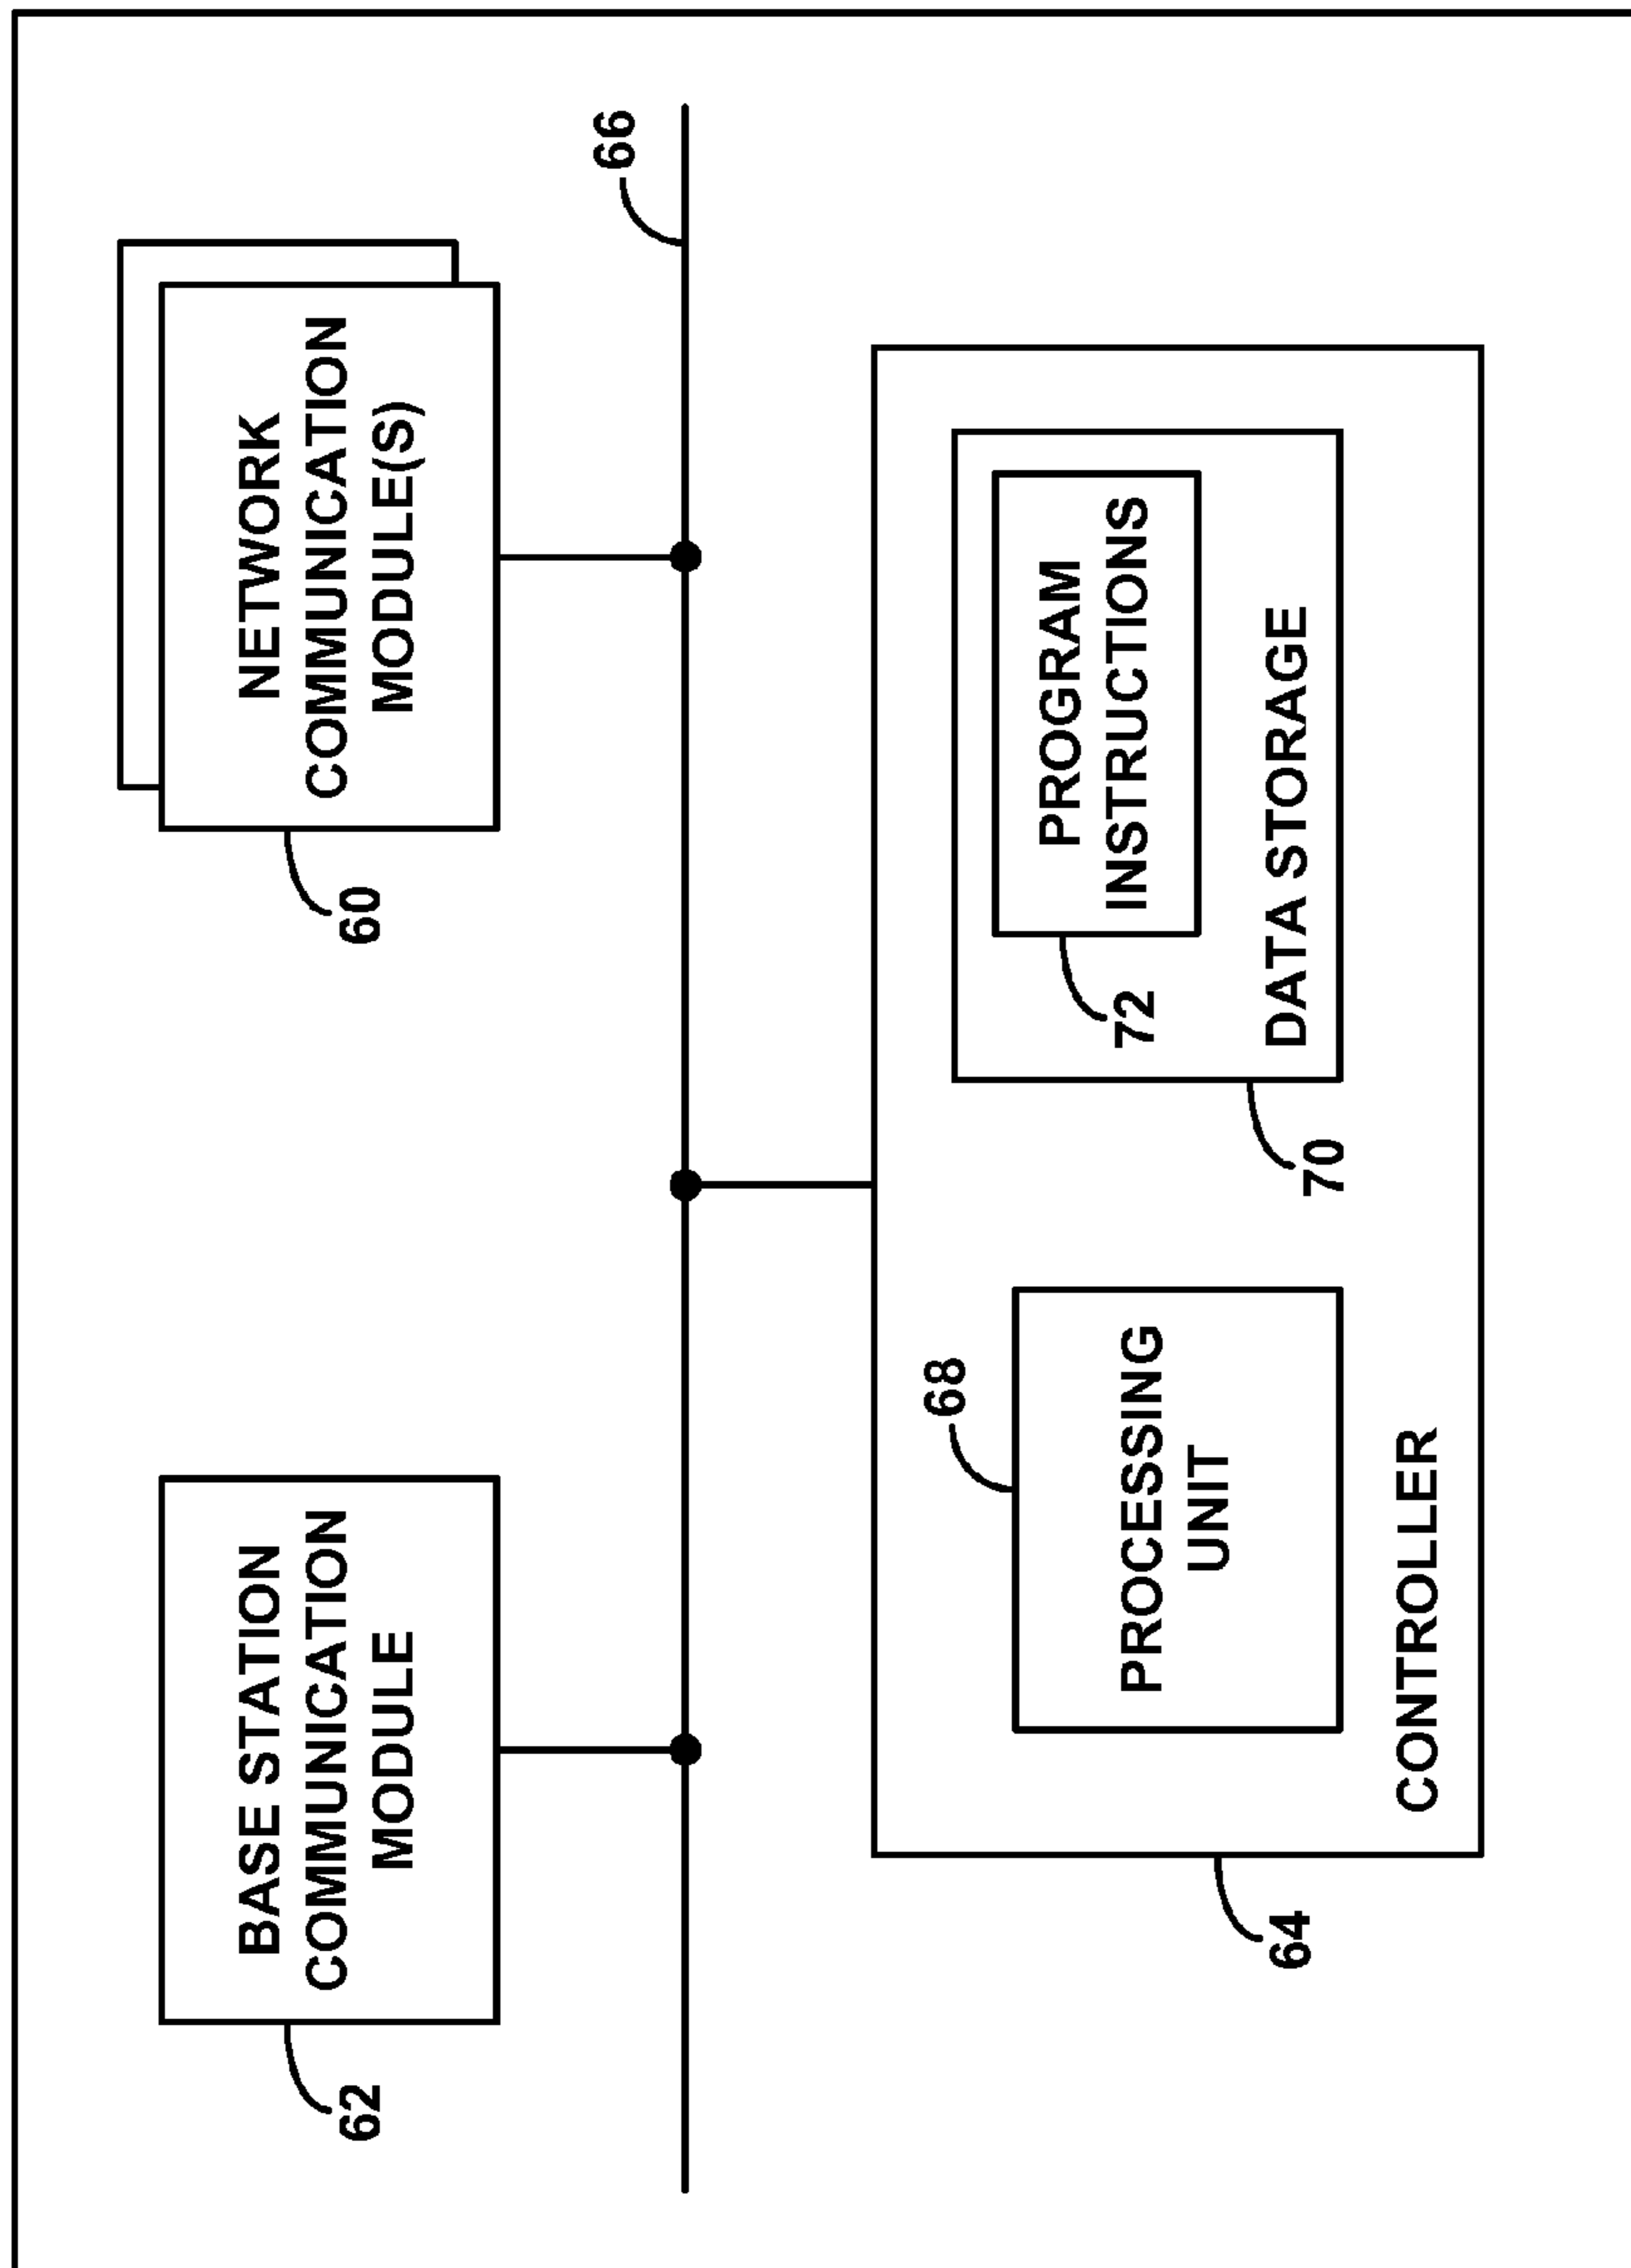 62
BASE STATION
COMMUNICATION
MODULE
60
NETWORK
COMMUNICATION
MODULE(S)
66
64
68
PROCESSING
UNIT
CONTROLLER
72
PROGRAM
INSTRUCTIONS
70
DATA STORAGE